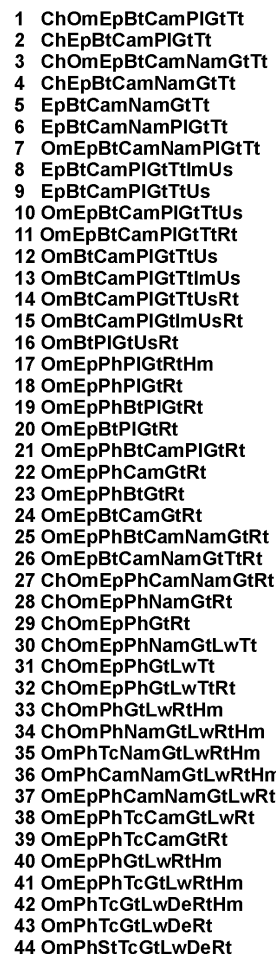 1 ChOmEpBtCamPlGtTt
2 ChEpBtCamPlGtTt
3 ChOmEpBtCamNamGtTt
4 ChEpBtCamNamGtTt
5 EpBtCamNamGtTt
6 EpBtCamNamPlGtTt
7 OmEpBtCamNamPlGtTt
8 EpBtCamPlGtTtImUs
9 EpBtCamPlGtTtUs
10 OmEpBtCamPlGtTtUs
11 OmEpBtCamPlGtTtRt
12 OmBtCamPlGtTtUs
13 OmBtCamPlGtTtImUs
14 OmBtCamPlGtTtUsRt
15 OmBtCamPlGtImUsRt
16 OmBtPlGtUsRt
17 OmEpPhPlGtRtHm
18 OmEpPhPlGtRt
19 OmEpPhBtPlGtRt
20 OmEpBtPlGtRt
21 OmEpPhBtCamPlGtRt
22 OmEpPhCamGtRt
23 OmEpPhBtGtRt
24 OmEpBtCamGtRt
25 OmEpPhBtCamNamGtRt
26 OmEpBtCamNamGtTtRt
27 ChOmEpPhCamNamGtRt
28 ChOmEpPhNamGtRt
29 ChOmEpPhGtRt
30 ChOmEpPhNamGtLwTt
31 ChOmEpPhGtLwTt
32 ChOmEpPhGtLwTtRt
33 ChOmPhGtLwRtHm
34 ChOmPhNamGtLwRtHm
35 OmPhTcNamGtLwRtHm
36 OmPhCamNamGtLwRtHm
37 OmEpPhCamNamGtLwRt
38 OmEpPhTcCamGtLwRt
39 OmEpPhTcCamGtRt
40 OmEpPhGtLwRtHm
41 OmEpPhTcGtLwRtHm
42 OmPhTcGtLwDeRtHm
43 OmPhTcGtLwDeRt
44 OmPhStTcGtLwDeRt